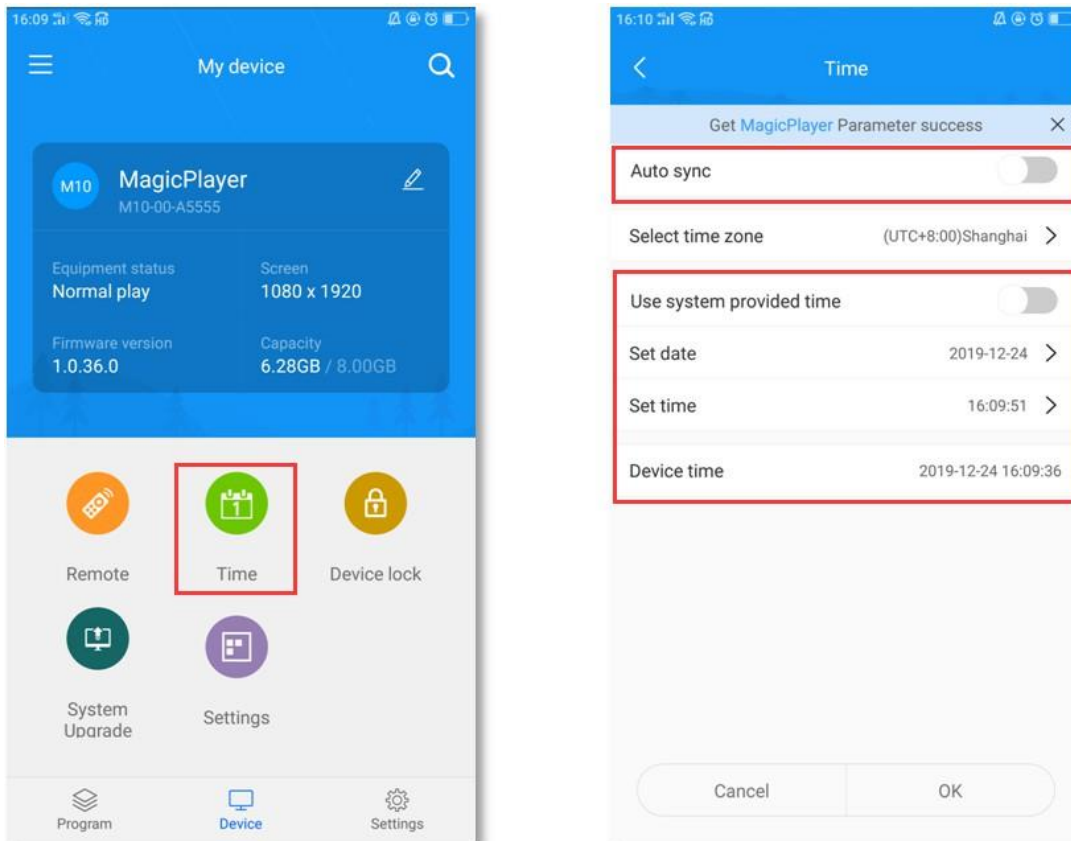 16:09
My device
M10
MagicPlayer
M10-00-A5555
Equipment status
Screen
Normal play
1080 x 1920
Firmware version
Capacity
1.0.36.0
6.28GB / 8.00GB
1
Remote
Time
Device lock
System
Upgrade
Settings
Program
Device
Settings
16:10
Time
Get MagicPlayer Parameter success
Auto sync
Select time zone (UTC+8:00)Shanghai
Use system provided time
Set date 2019-12-24
Set time 16:09:51
Device time 2019-12-24 16:09:36
Cancel
OK